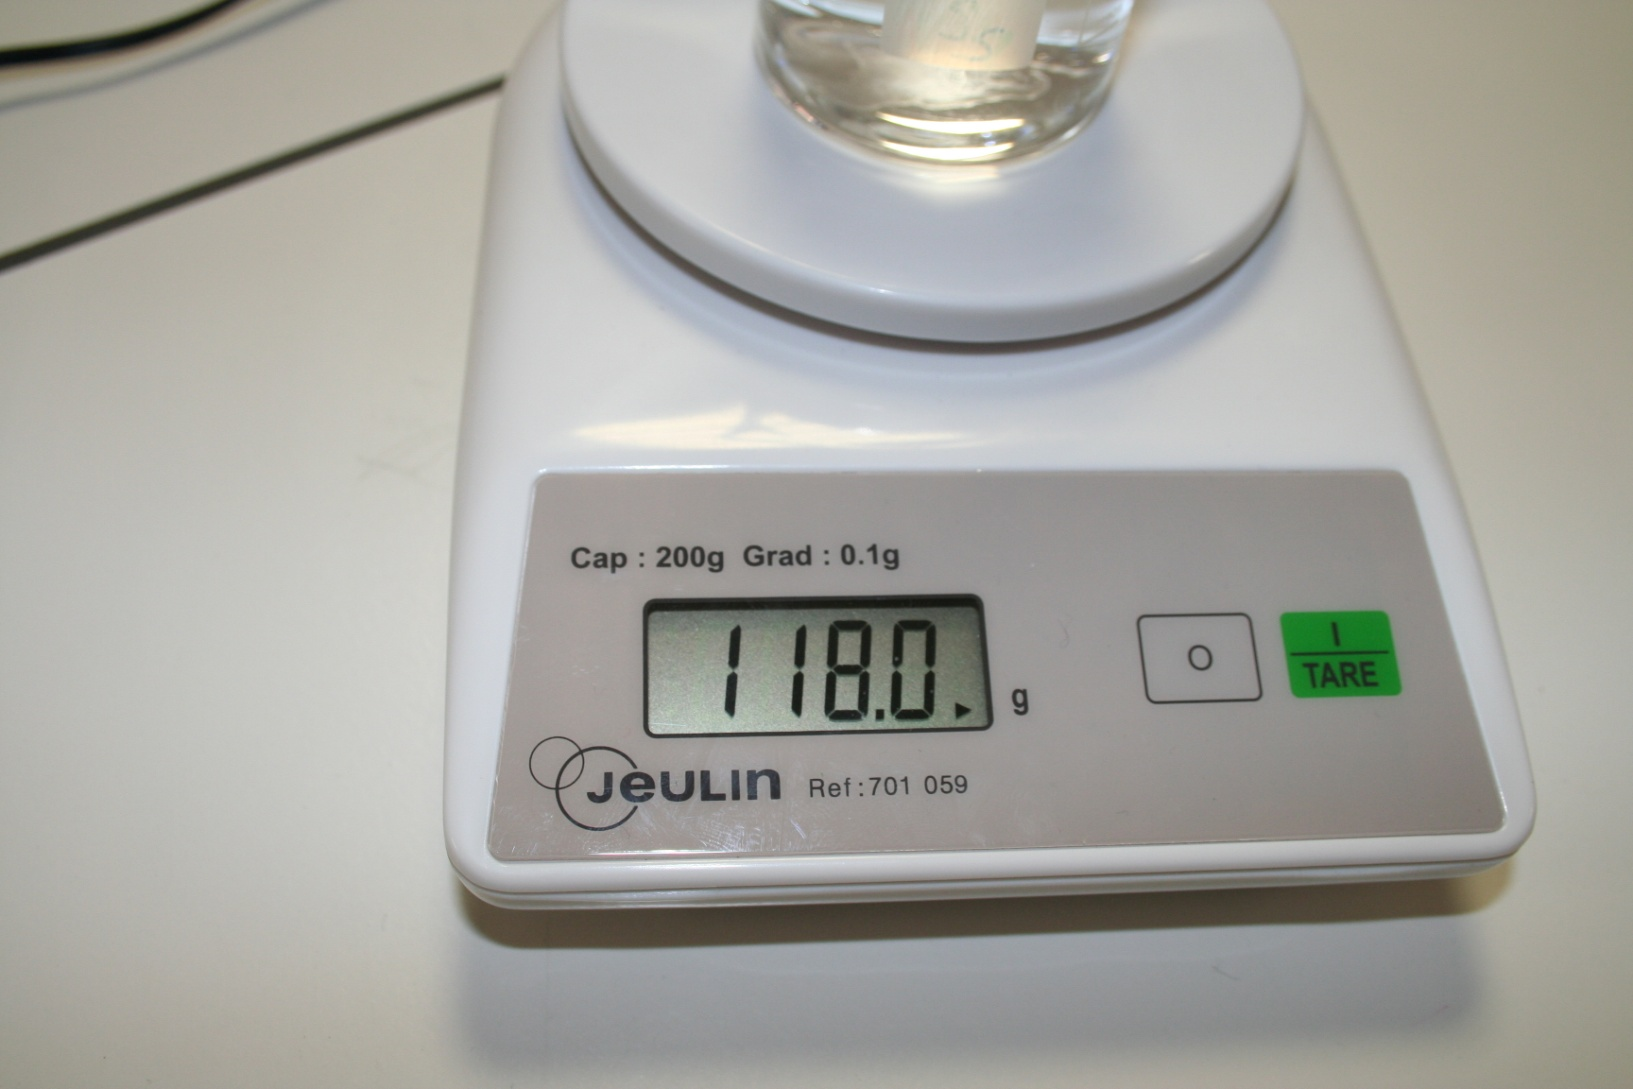 Cap : 200g Grad : 0.1g
118.0 g
O
I
TARE
JeULIn Ref : 701 059